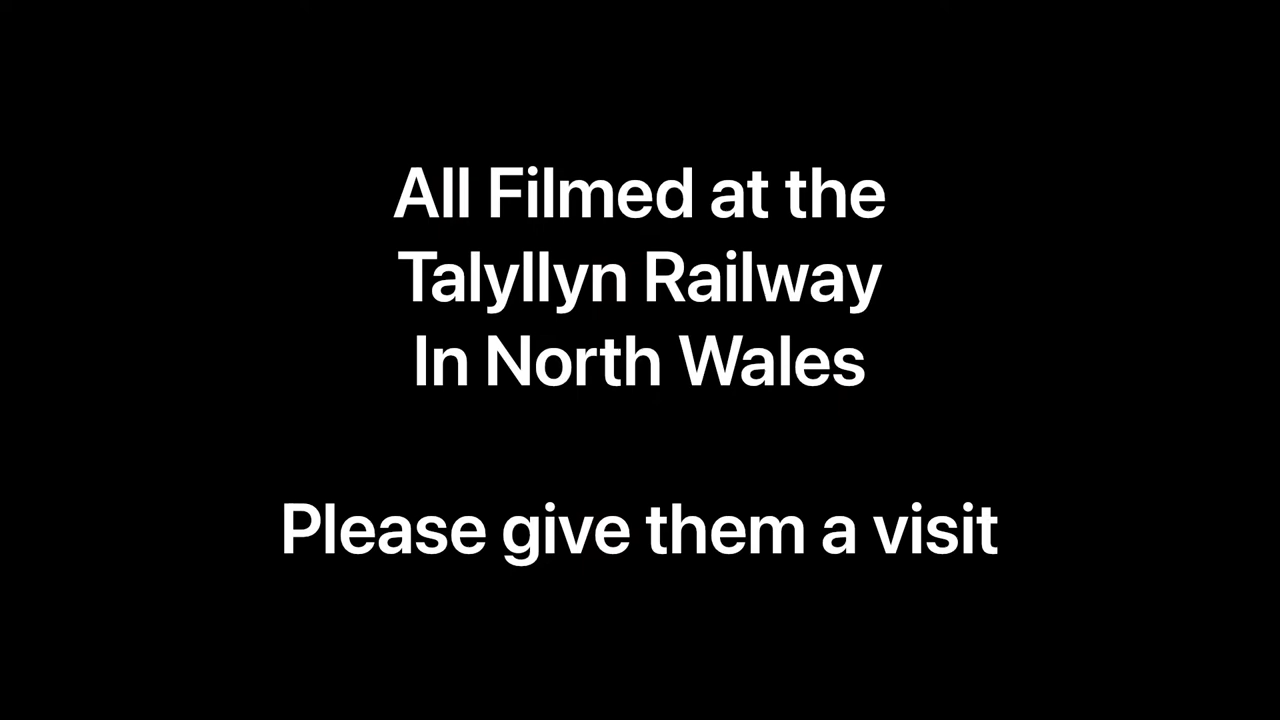 All Filmed at the
Talyllyn Railway
In North Wales
Please give them a visit